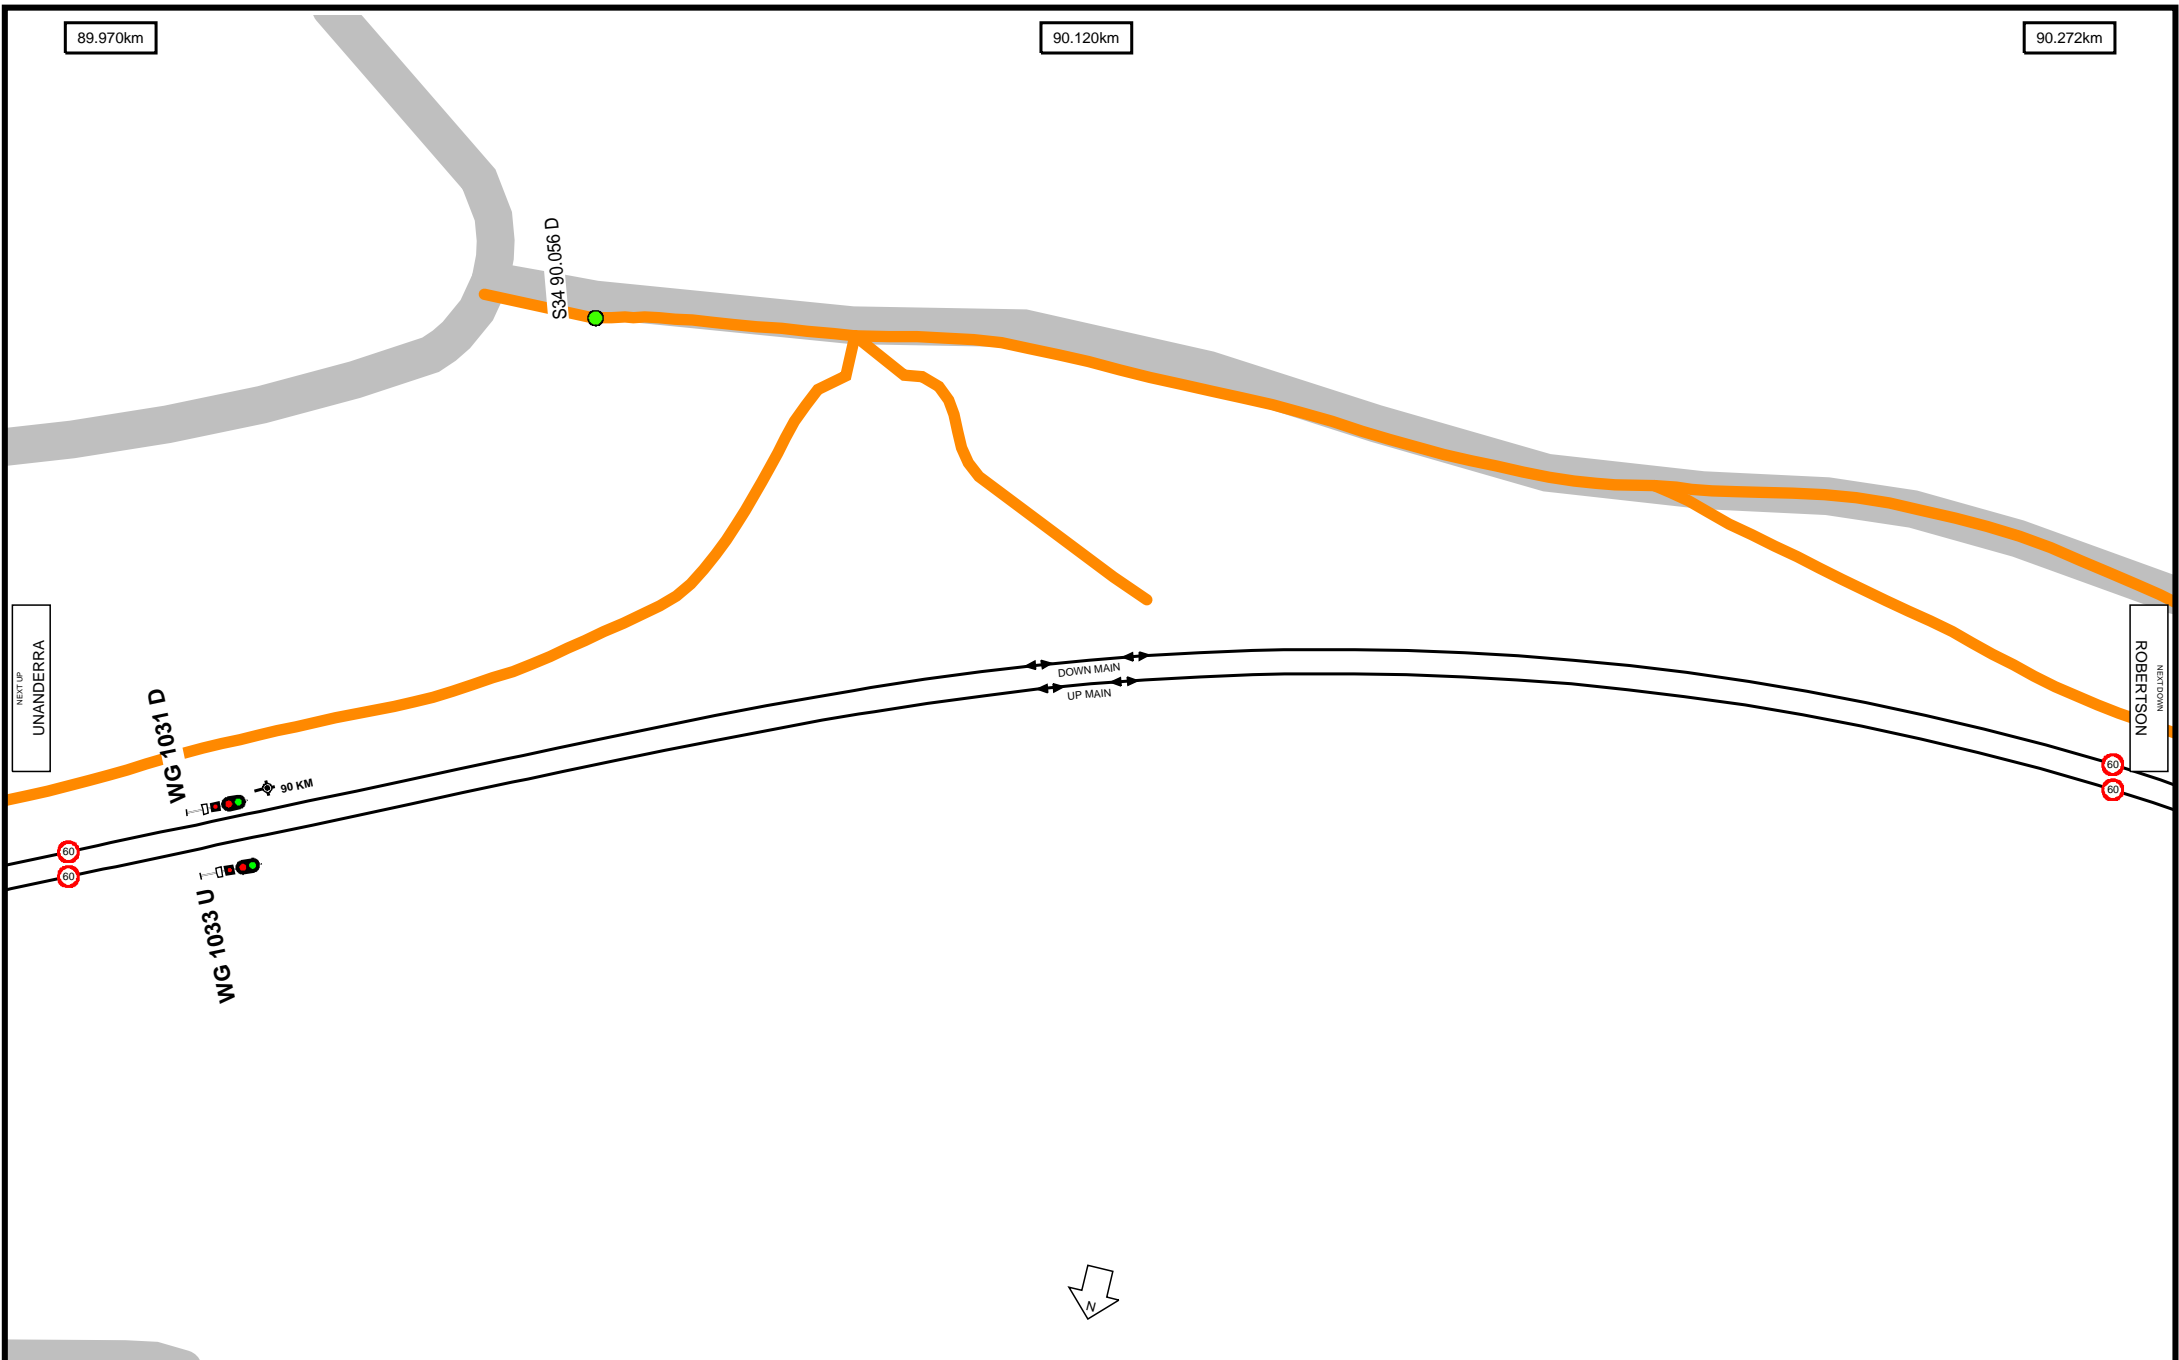 89.970km
90.120km
90.272km
S34 90.056 D
NEXT UP
UNANDERRA
NEXT DOWN
ROBERTSON
WG 1031 D
90 KM
DOWN MAIN
UP MAIN
60
60
60
60
WG 1033 U
N